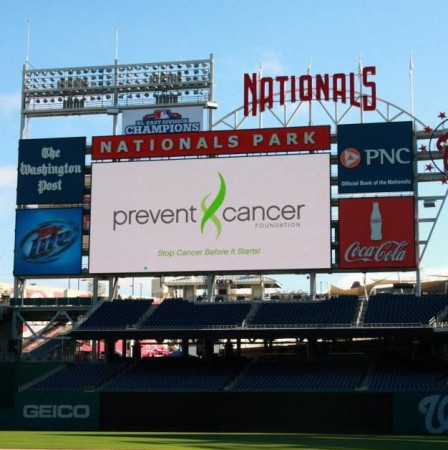 NATIONALS
NL EAST DIVISION
CHAMPIONS
NATIONALS PARK
The
Washington
Post
PNC
Official Bank of the Nationals
prevent cancer
FOUNDATION
Stop Cancer Before It Starts!
Lite
Coca-Cola
GEICO
W